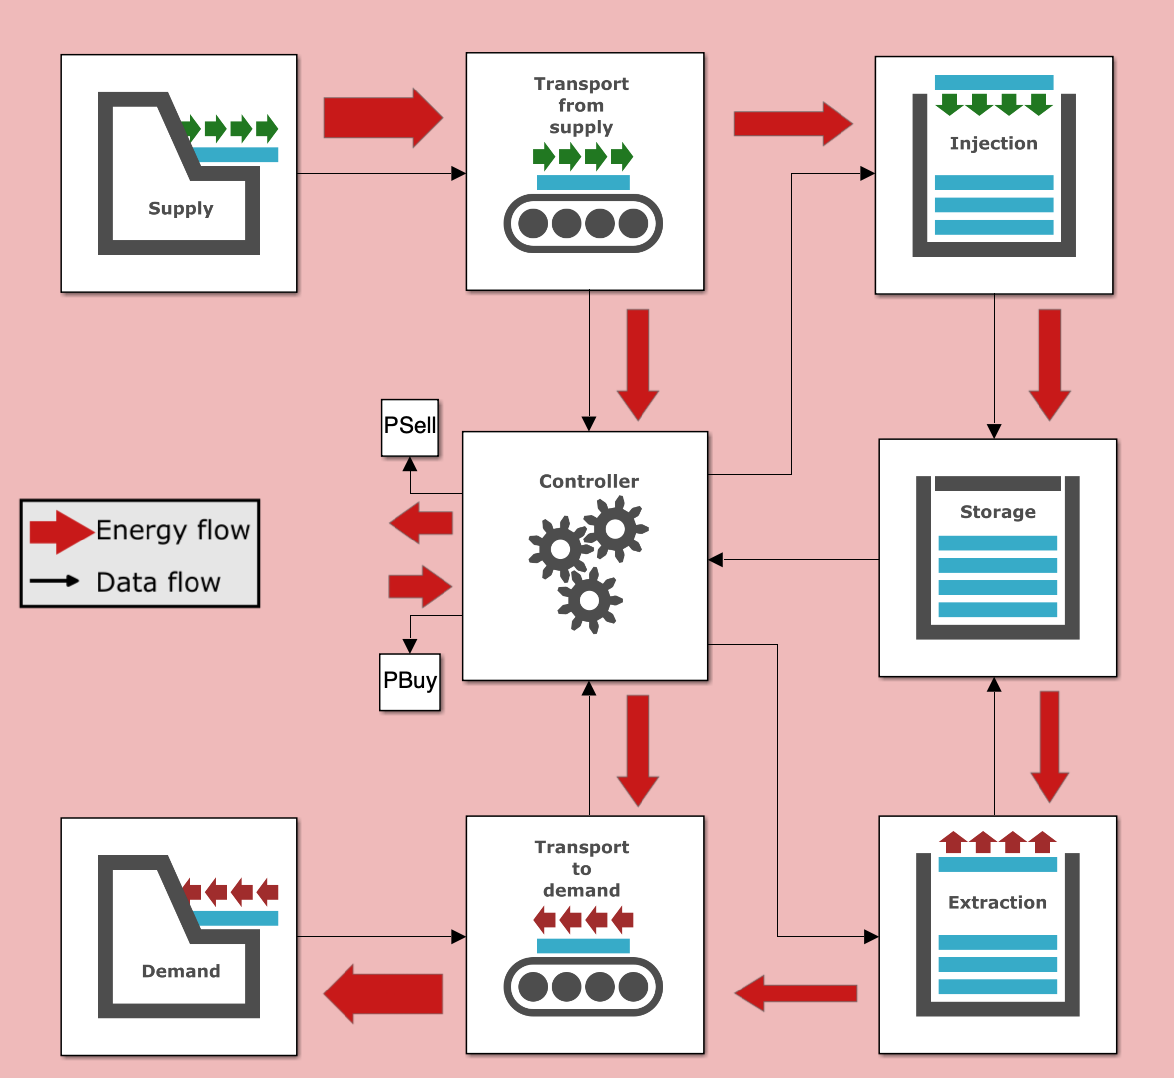 Supply
Transport
from
supply
Injection
PSell
Controller
Storage
Energy flow
Data flow
PBuy
Demand
Transport
to
demand
Extraction